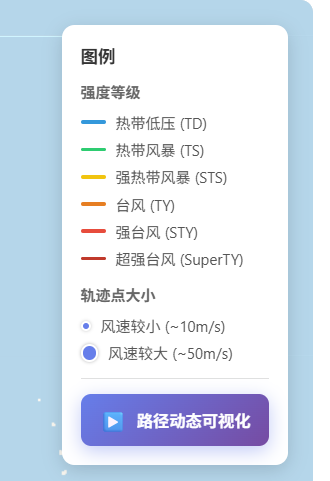 图例
强度等级
热带低压 (TD)
热带风暴 (TS)
强热带风暴 (STS)
台风 (TY)
强台风 (STY)
超强台风 (SuperTY)
轨迹点大小
风速较小 (~10m/s)
风速较大 (~50m/s)
路径动态可视化